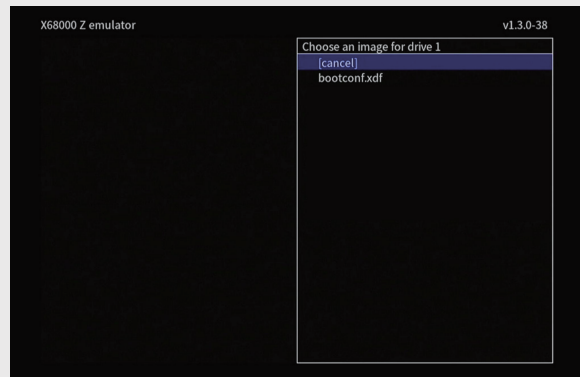 X68000 Z emulator
v1.3.0-38
Choose an image for drive 1
[cancel]
bootconf.xdf